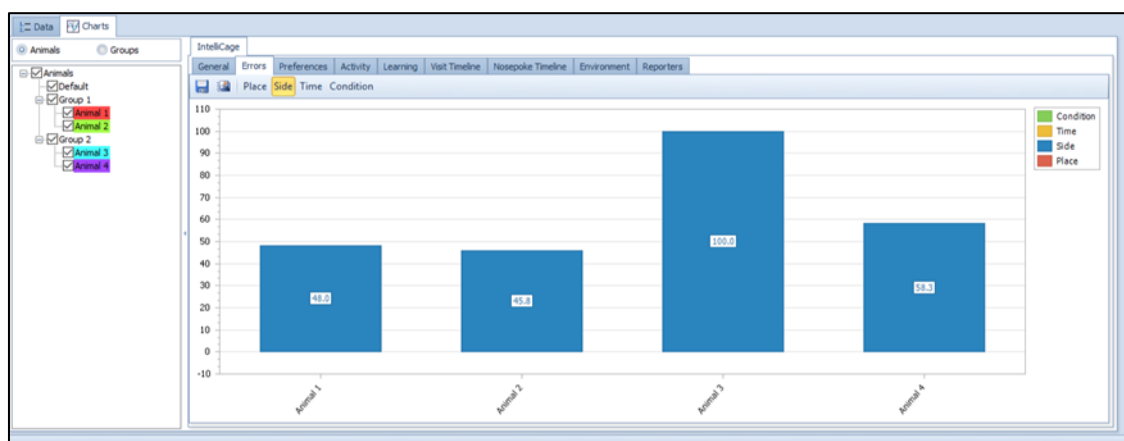 Data Charts
Animals Groups
Animals
Default
Group 1
Animal 1
Animal 2
Group 2
Animal 3
Animal 4
IntelliCage
General Errors Preferences Activity Learning Visit Timeline Nosepoke Timeline Environment Reporters
Place Side Time Condition
110
100
90
80
70
60
50
40
30
20
10
0
-10
48.0
45.8
100.0
58.3
Animal 1
Animal 2
Animal 3
Animal 4
Condition
Time
Side
Place